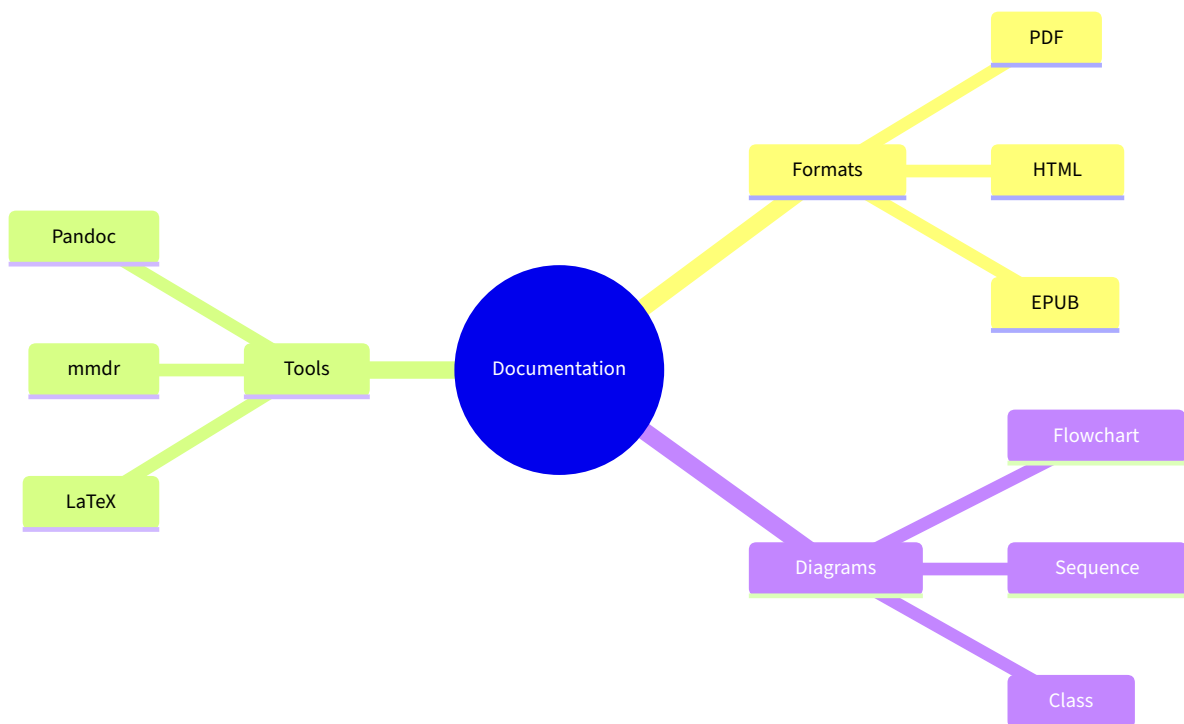 PDF
Formats
HTML
Pandoc
EPUB
mmdr
Tools
Documentation
Flowchart
LaTeX
Diagrams
Sequence
Class